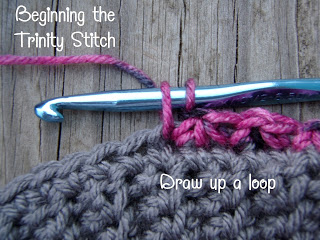 Beginning the
Trinity Stitch
Draw up a loop